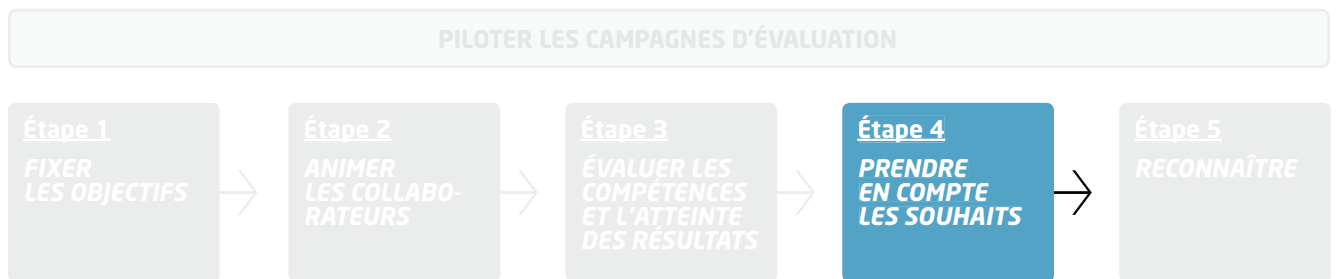 PILOTER LES CAMPAGNES D'ÉVALUATION
Étape 1
FIXER
LES OBJECTIFS
Étape 2
ANIMER
LES COLLABO-
RATEURS
Étape 3
ÉVALUER LES
COMPÉTENCES
ET L'ATTEINTE
DES RÉSULTATS
Étape 4
PRENDRE
EN COMPTE
LES SOUHAITS
Étape 5
RECONNAÎTRE